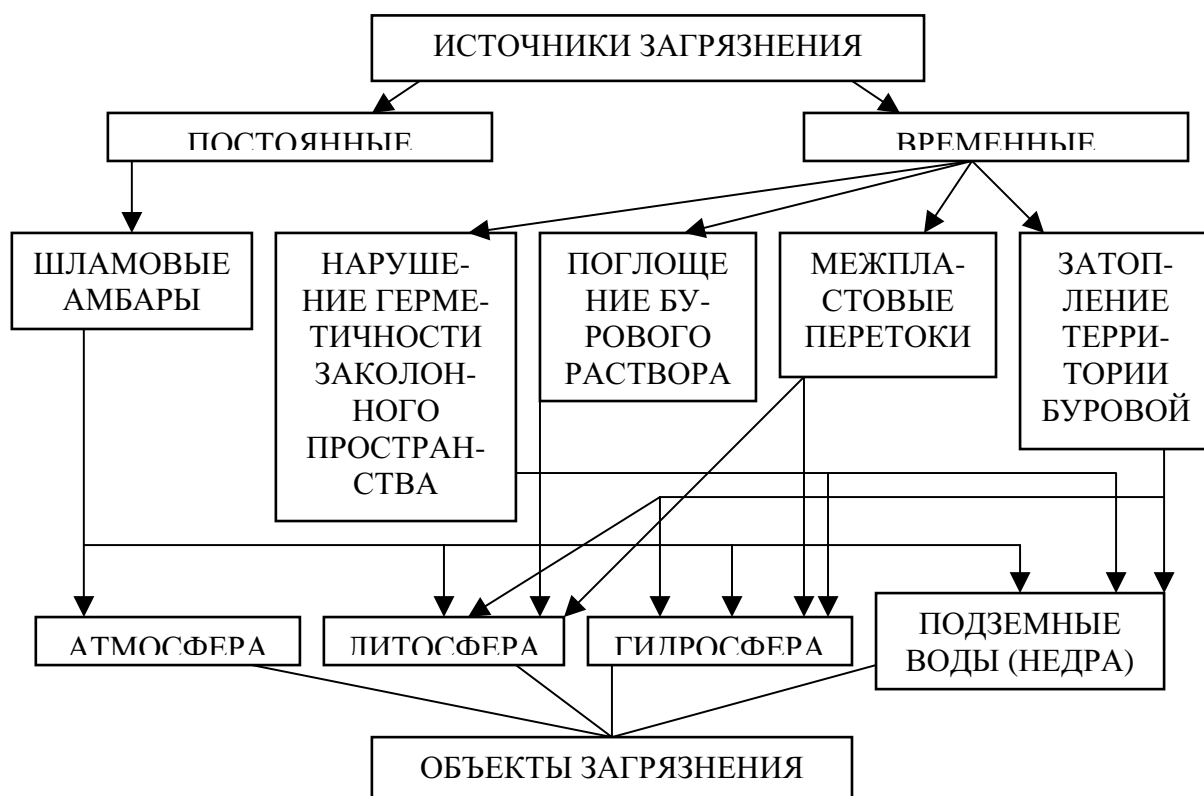 ИСТОЧНИКИ ЗАГРЯЗНЕНИЯ
ПОСТОЯННЫЕ
ВРЕМЕННЫЕ
ШЛАМОВЫЕ
АМБАРЫ
НАРУШЕ-
НИЕ ГЕРМЕ-
ТИЧНОСТИ
ЗАКОЛОН-
НОГО
ПРОСТРАН-
СТВА
ПОГЛОЩЕ
НИЕ БУ-
РОВОГО
РАСТВОРА
МЕЖПЛА-
СТОВЫЕ
ПЕРЕТОКИ
ЗАТОП-
ЛЕНИЕ
ТЕРРИ-
ТОРИИ
БУРОВОЙ
АТМОСФЕРА
ЛИТОСФЕРА
ГИДРОСФЕРА
ПОДЗЕМНЫЕ
ВОДЫ (НЕДРА)
ОБЪЕКТЫ ЗАГРЯЗНЕНИЯ